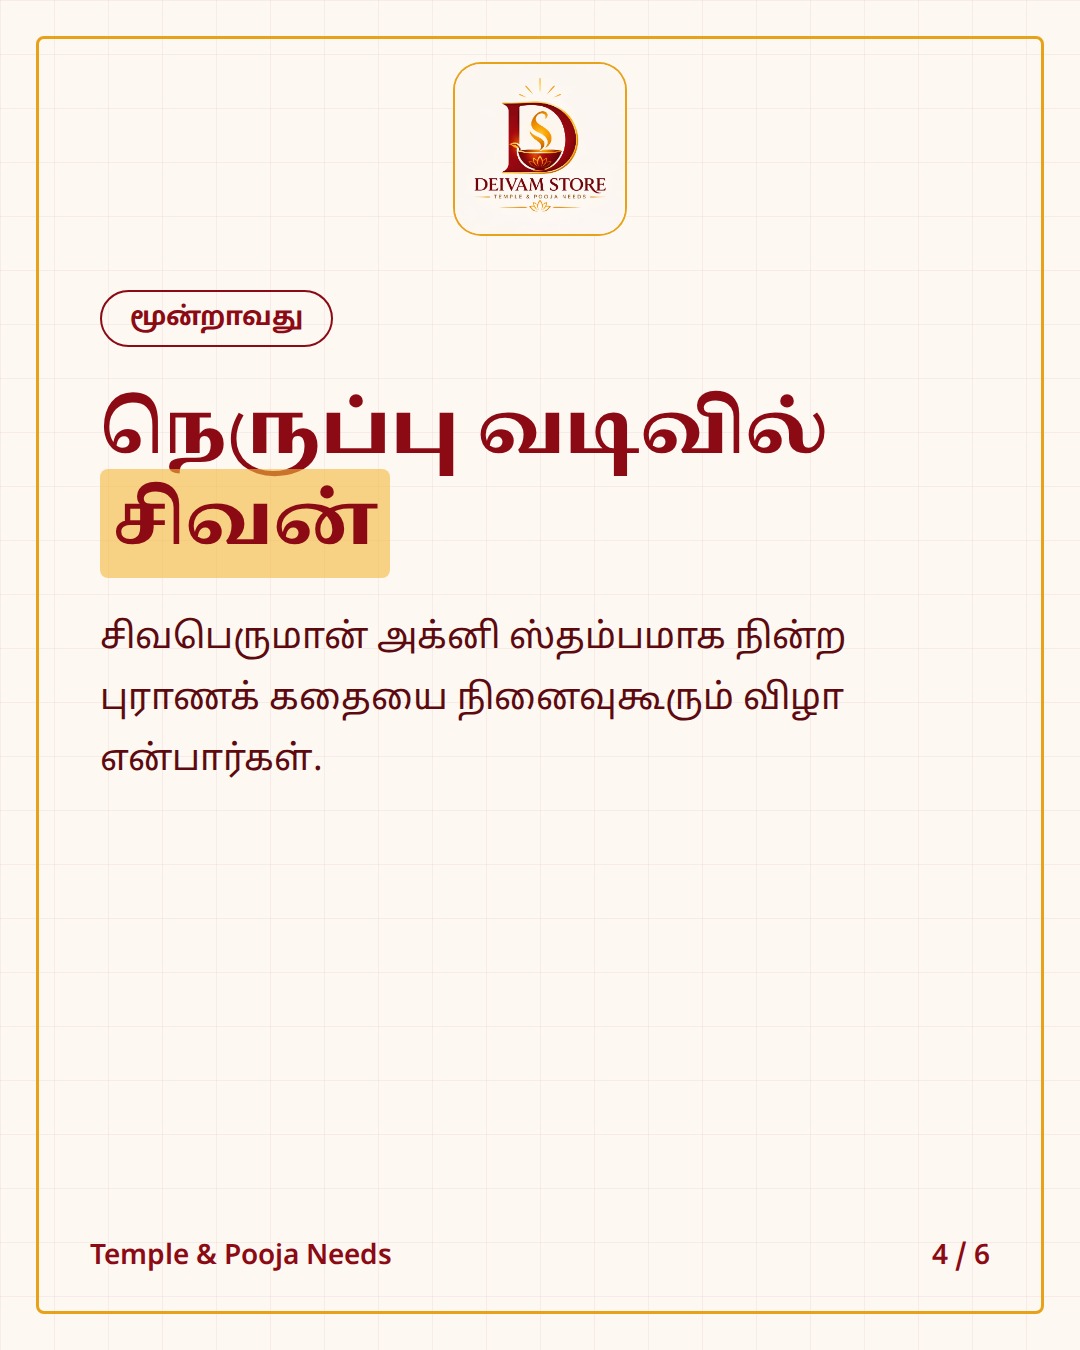 DEIVAM STORE
TEMPLE & POOJA NEEDS
மூன்றாவது
நெருப்பு வடிவில்
சிவன்
சிவபெருமான் அக்னி ஸ்தம்பமாக நின்ற
புராணக் கதையை நினைவுகூரும் விழா
என்பார்கள்.
Temple & Pooja Needs
4 / 6